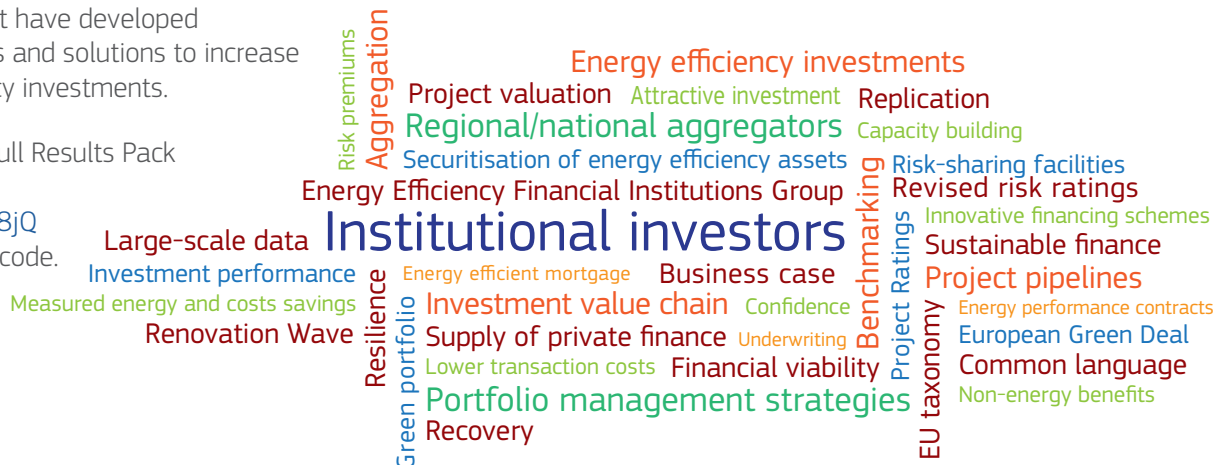 t have developed
s and solutions to increase
y investments.
ull Results Pack
8jQ
code.
Risk premiums
Aggregation
Energy efficiency investments
Project valuation
Attractive investment
Replication
Regional/national aggregators
Capacity building
Securitisation of energy efficiency assets
Risk-sharing facilities
Energy Efficiency Financial Institutions Group
Benchmarking
Revised risk ratings
Institutional investors
Innovative financing schemes
Large-scale data
Sustainable finance
Investment performance
Energy efficient mortgage
Business case
Project Ratings
Project pipelines
Measured energy and costs savings
Resilience
Green portfolio
Investment value chain
Confidence
Energy performance contracts
Renovation Wave
Supply of private finance
Underwriting
EU taxonomy
European Green Deal
Lower transaction costs
Financial viability
Common language
Portfolio management strategies
Non-energy benefits
Recovery